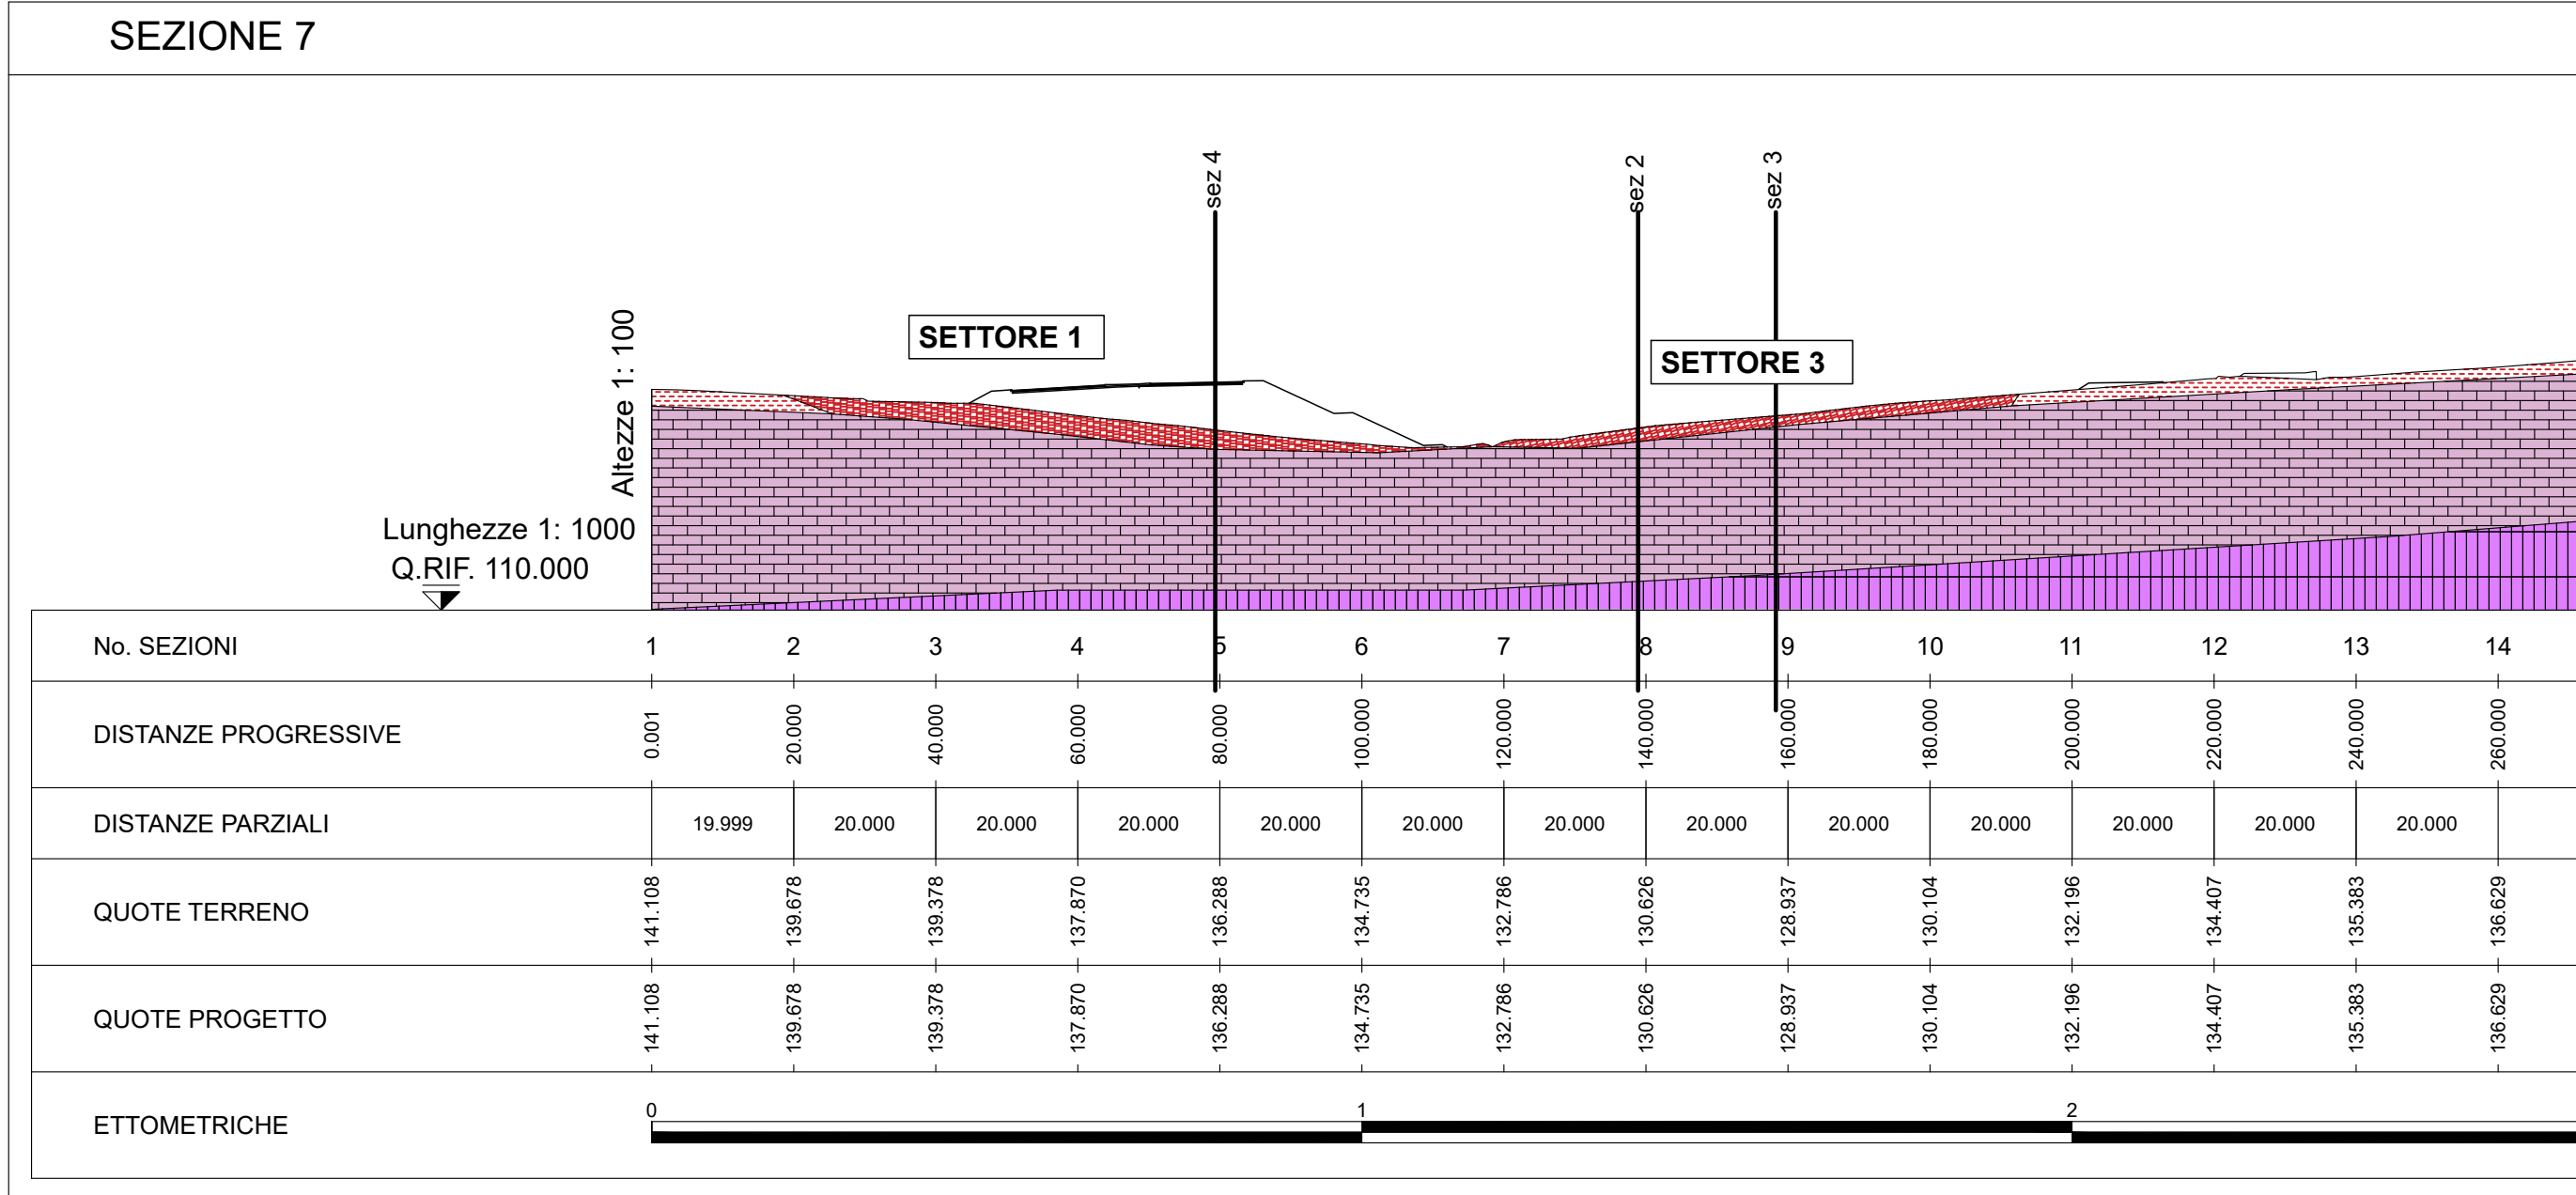 SEZIONE 7
sez 4
sez 2
sez 3
SETTORE 1
SETTORE 3
Altezze 1: 100
Lunghezze 1: 1000
Q.RIF. 110.000
No. SEZIONI 1 2 3 4 5 6 7 8 9 10 11 12 13 14
DISTANZE PROGRESSIVE 0.001 20.000 40.000 60.000 80.000 100.000 120.000 140.000 160.000 180.000 200.000 220.000 240.000 260.000
DISTANZE PARZIALI 19.999 20.000 20.000 20.000 20.000 20.000 20.000 20.000 20.000 20.000 20.000 20.000 20.000
QUOTE TERRENO 141.108 139.678 139.378 137.870 136.288 134.735 132.786 130.626 128.937 130.104 132.196 134.407 135.383 136.629
QUOTE PROGETTO 141.108 139.678 139.378 137.870 136.288 134.735 132.786 130.626 128.937 130.104 132.196 134.407 135.383 136.629
ETTOMETRICHE 0 1 2